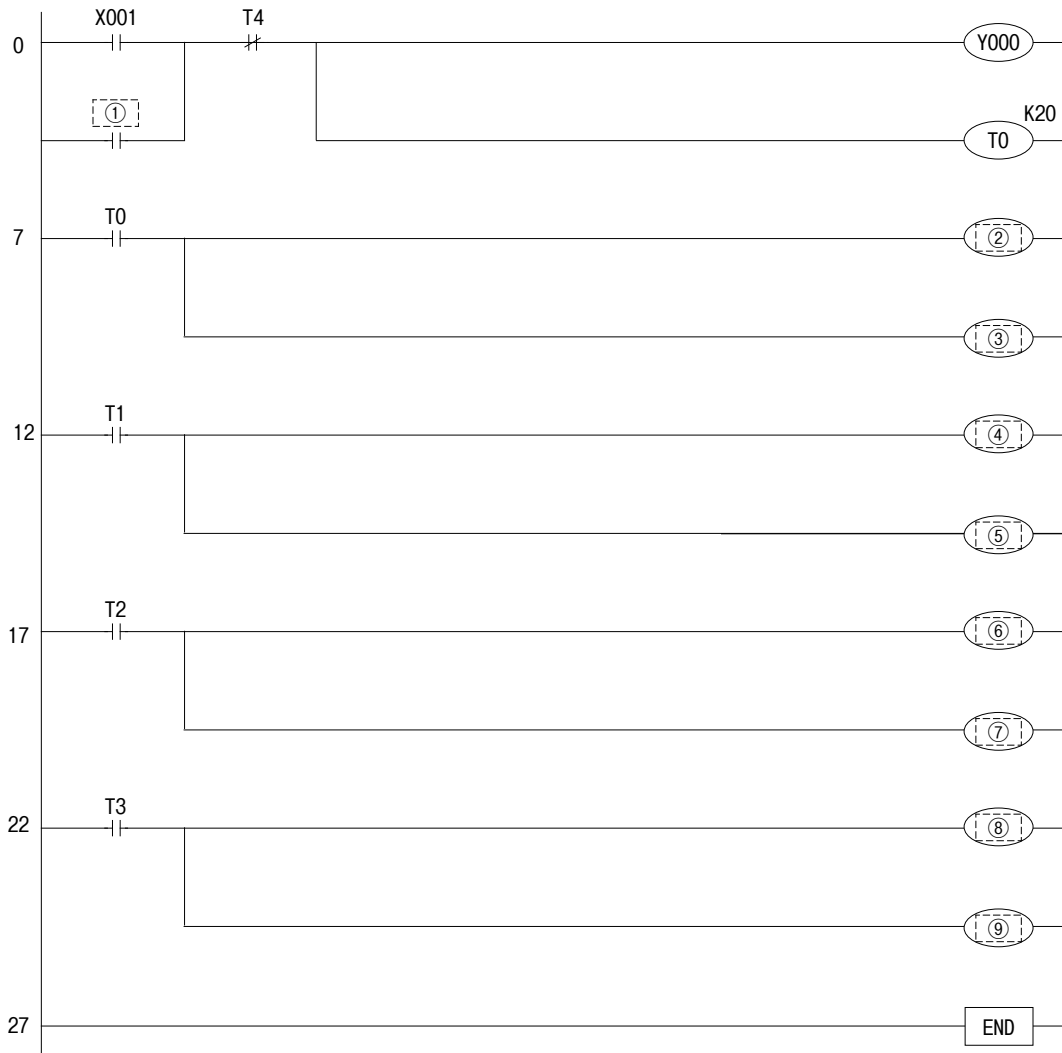 X001 T4
0 Y000
①
K20
T0
T0
7 ②
③
T1
12 ④
⑤
T2
17 ⑥
⑦
T3
22 ⑧
⑨
27 END